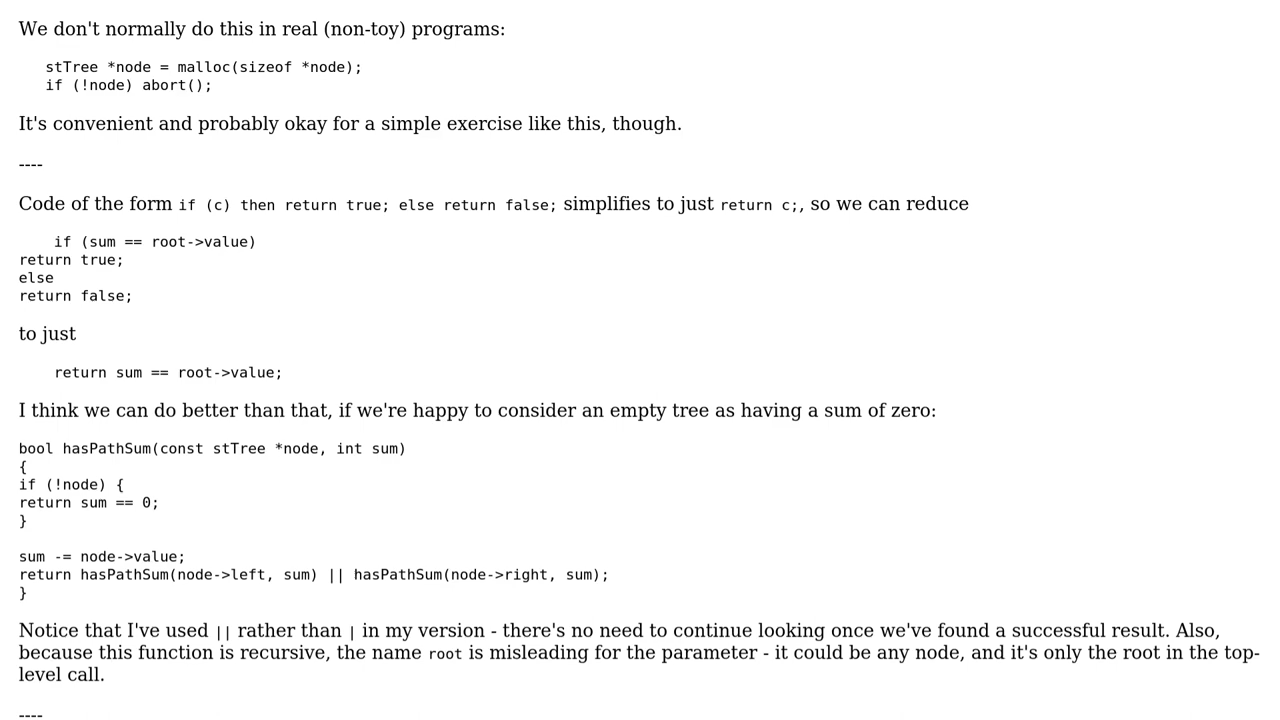 We don't normally do this in real (non-toy) programs:
stTree *node = malloc(sizeof *node);
if (!node) abort();
It's convenient and probably okay for a simple exercise like this, though.
----
Code of the form if (c) then return true; else return false; simplifies to just return c;, so we can reduce
if (sum == root->value)
return true;
else
return false;
to just
return sum == root->value;
I think we can do better than that, if we're happy to consider an empty tree as having a sum of zero:
bool hasPathSum(const stTree *node, int sum)
{
if (!node) {
return sum == 0;
}
sum -= node->value;
return hasPathSum(node->left, sum) || hasPathSum(node->right, sum);
}
Notice that I've used || rather than | in my version - there's no need to continue looking once we've found a successful result. Also,
because this function is recursive, the name root is misleading for the parameter - it could be any node, and it's only the root in the top-
level call.
----